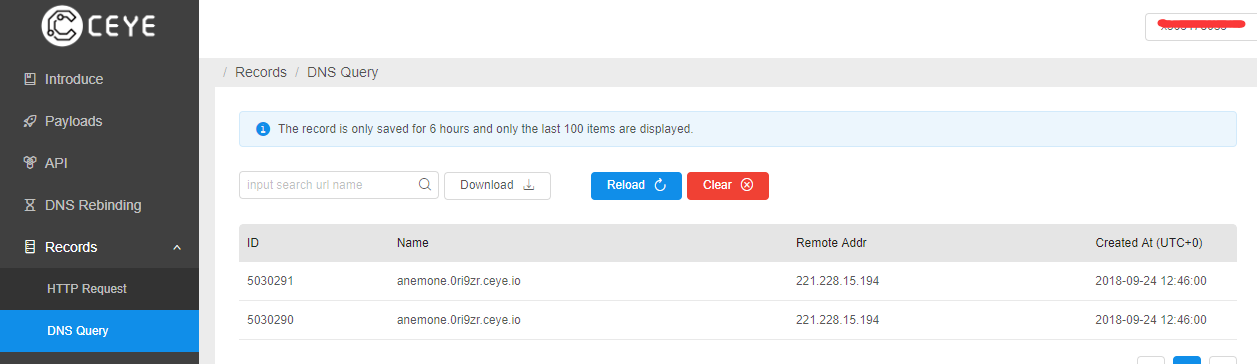 CEYE
Introduce
Payloads
API
DNS Rebinding
Records
HTTP Request
DNS Query
/ Records / DNS Query
The record is only saved for 6 hours and only the last 100 items are displayed.
input search url name Download Reload Clear
ID Name Remote Addr Created At (UTC+0)
5030291 anemone.0ri9zr.ceye.io 221.228.15.194 2018-09-24 12:46:00
5030290 anemone.0ri9zr.ceye.io 221.228.15.194 2018-09-24 12:46:00